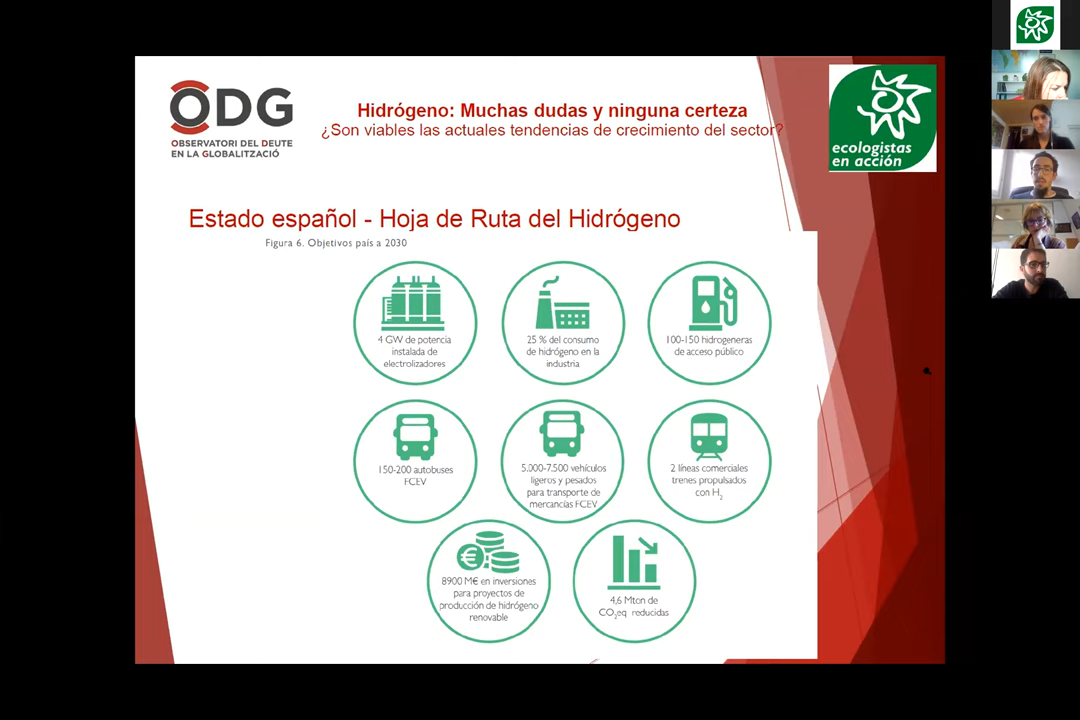 ODG
OBSERVATORI DEL DEUTE
EN LA GLOBALITZACIÓ
Hidrógeno: Muchas dudas y ninguna certeza
¿Son viables las actuales tendencias de crecimiento del sector?
ecologistas
en acción
Estado español - Hoja de Ruta del Hidrógeno
Figura 6. Objetivos país a 2030
4 GW de potencia
instalada de
electrolizadores
25 % del consumo
de hidrógeno en la
industria
100-150 hidrogeneras
de acceso público
150-200 autobuses
FCEV
5.000-7.500 vehículos
ligeros y pesados
para transporte de
mercancías FCEV
2 líneas comerciales
trenes propulsados
con H₂
8900 M€ en inversiones
para proyectos de
producción de hidrógeno
renovable
4,6 Mton de
CO₂eq reducidas